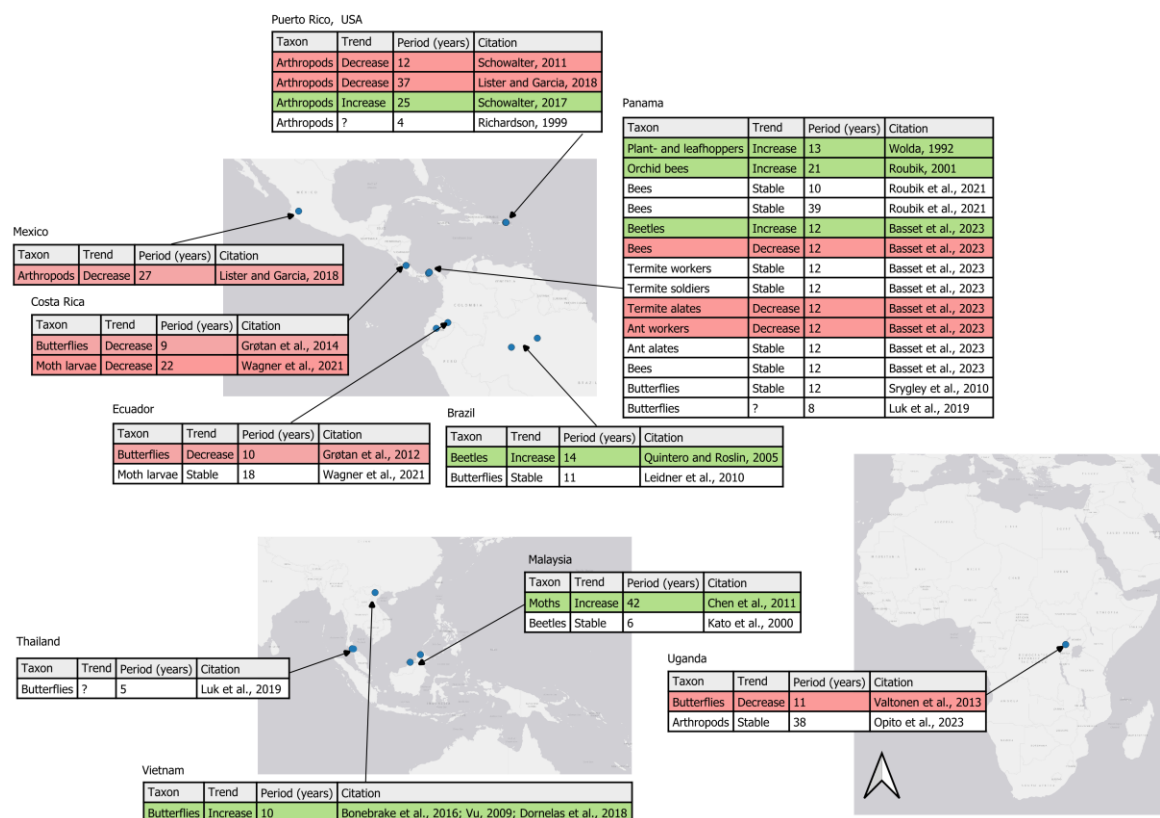 Puerto Rico, USA
Taxon Trend Period (years) Citation
Arthropods Decrease 12 Schowalter, 2011
Arthropods Decrease 37 Lister and Garcia, 2018
Arthropods Increase 25 Schowalter, 2017
Arthropods ? 4 Richardson, 1999
Panama
Taxon Trend Period (years) Citation
Plant- and leafhoppers Increase 13 Wolda, 1992
Orchid bees Increase 21 Roubik, 2001
Bees Stable 10 Roubik et al., 2021
Bees Stable 39 Roubik et al., 2021
Beetles Increase 12 Basset et al., 2023
Bees Decrease 12 Basset et al., 2023
Termite workers Stable 12 Basset et al., 2023
Termite soldiers Stable 12 Basset et al., 2023
Termite alates Decrease 12 Basset et al., 2023
Ant workers Decrease 12 Basset et al., 2023
Ant alates Stable 12 Basset et al., 2023
Bees Stable 12 Basset et al., 2023
Butterflies Stable 12 Srygley et al., 2010
Butterflies ? 8 Luk et al., 2019
Mexico
Taxon Trend Period (years) Citation
Arthropods Decrease 27 Lister and Garcia, 2018
Costa Rica
Taxon Trend Period (years) Citation
Butterflies Decrease 9 Grøtan et al., 2014
Moth larvae Decrease 22 Wagner et al., 2021
Ecuador
Taxon Trend Period (years) Citation
Butterflies Decrease 10 Grøtan et al., 2012
Moth larvae Stable 18 Wagner et al., 2021
Brazil
Taxon Trend Period (years) Citation
Beetles Increase 14 Quintero and Roslin, 2005
Butterflies Stable 11 Leidner et al., 2010
Malaysia
Taxon Trend Period (years) Citation
Moths Increase 42 Chen et al., 2011
Beetles Stable 6 Kato et al., 2000
Thailand
Taxon Trend Period (years) Citation
Butterflies ? 5 Luk et al., 2019
Uganda
Taxon Trend Period (years) Citation
Butterflies Decrease 11 Valtonen et al., 2013
Arthropods Stable 38 Opito et al., 2023
Vietnam
Taxon Trend Period (years) Citation
Butterflies Increase 10 Bonebrake et al., 2016; Vu, 2009; Dornelas et al., 2018